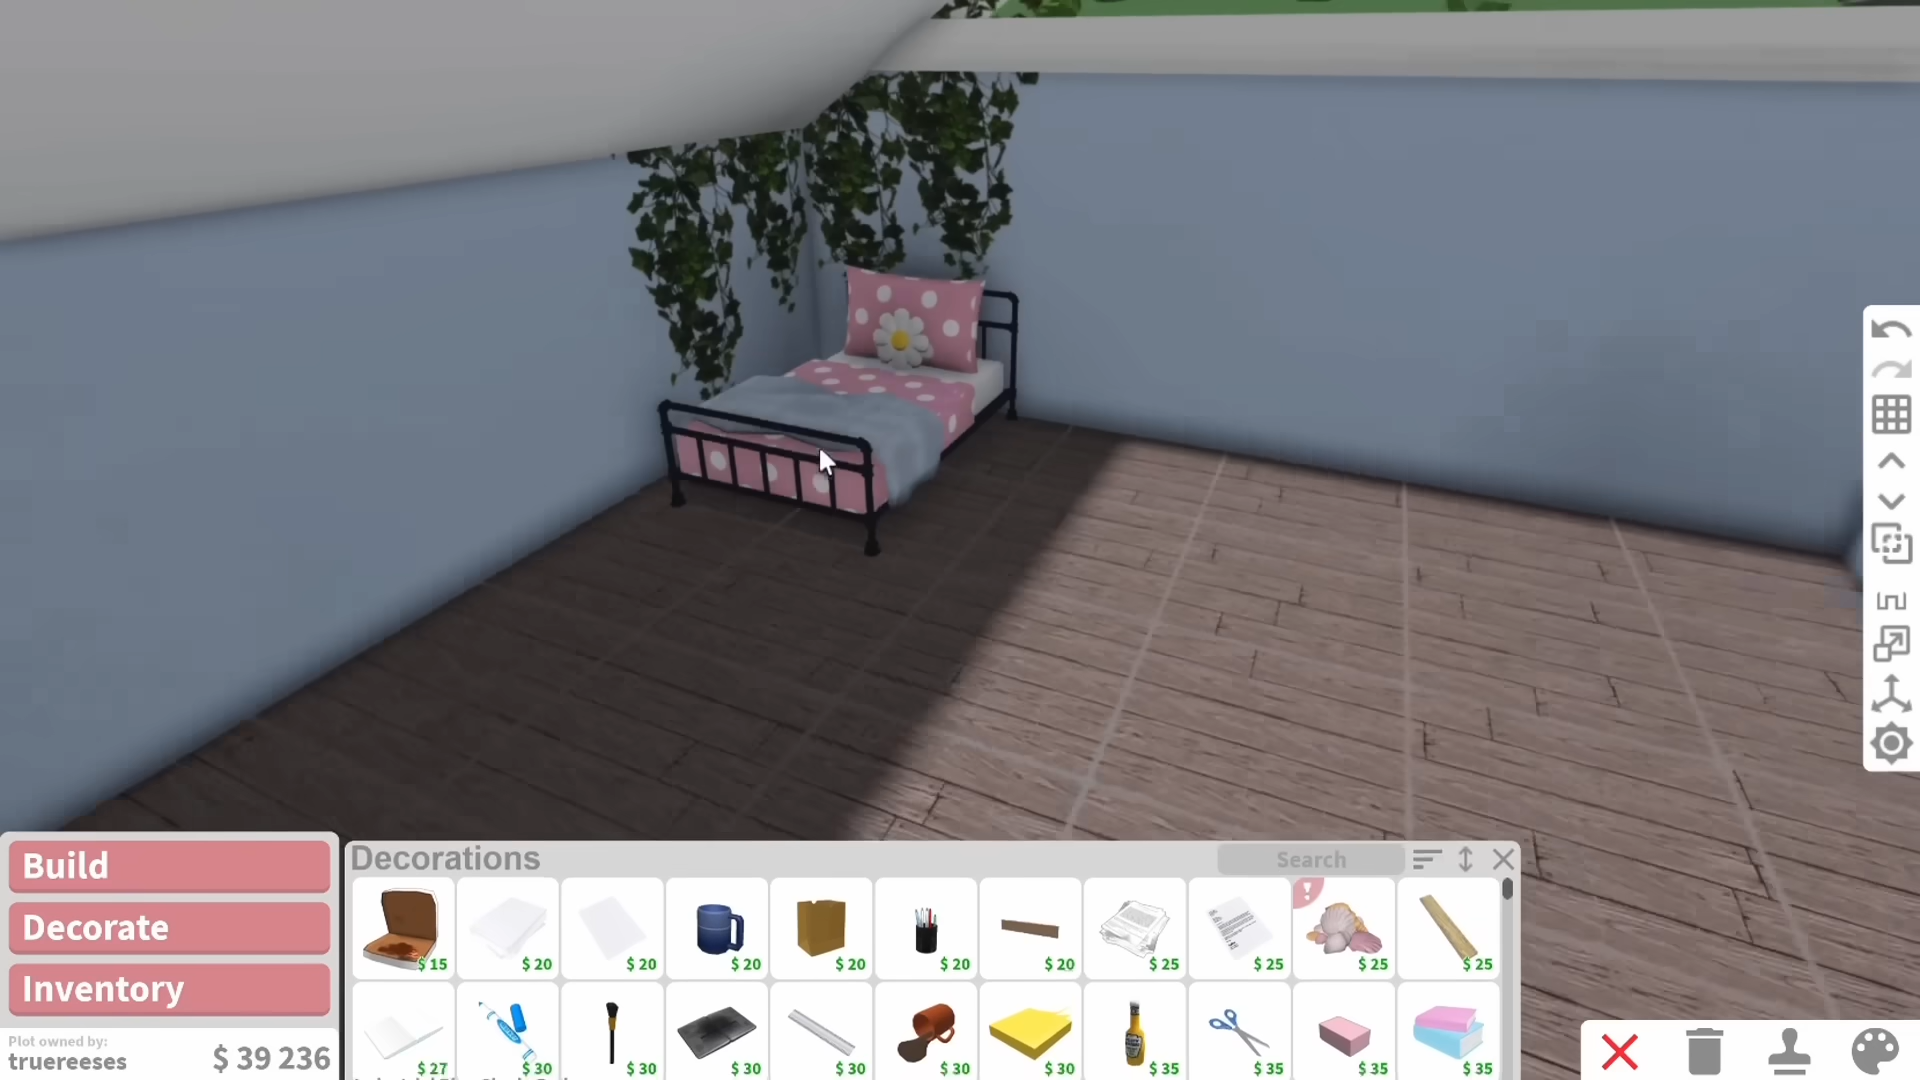 Build
Decorate
Inventory
Plot owned by:
truereeses
$ 39 236
Decorations
Search
$ 15
$ 20
$ 20
$ 20
$ 20
$ 20
$ 20
$ 25
$ 25
$ 25
$ 25
$ 27
$ 30
$ 30
$ 30
$ 30
$ 30
$ 30
$ 35
$ 35
$ 35
$ 35